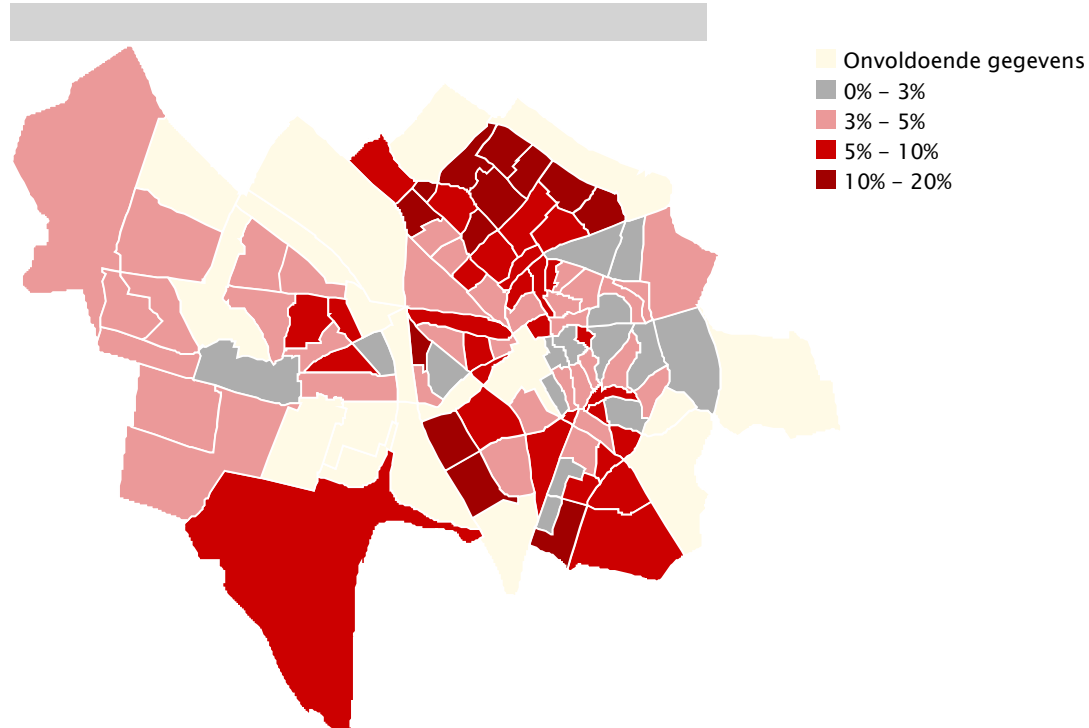 Onvoldoende gegevens
0% – 3%
3% – 5%
5% – 10%
10% – 20%